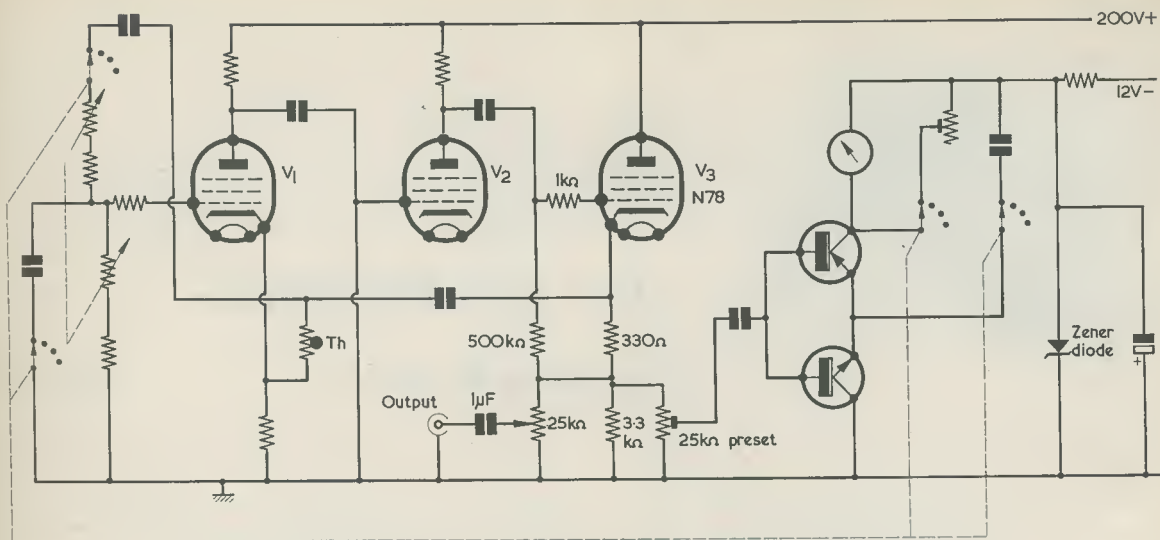 200V+
12V-
V1
V2
V3
N78
1kΩ
Th
500kΩ
330Ω
Zener
diode
+
Output
1µF
25kΩ
3.3
kΩ
25kΩ preset